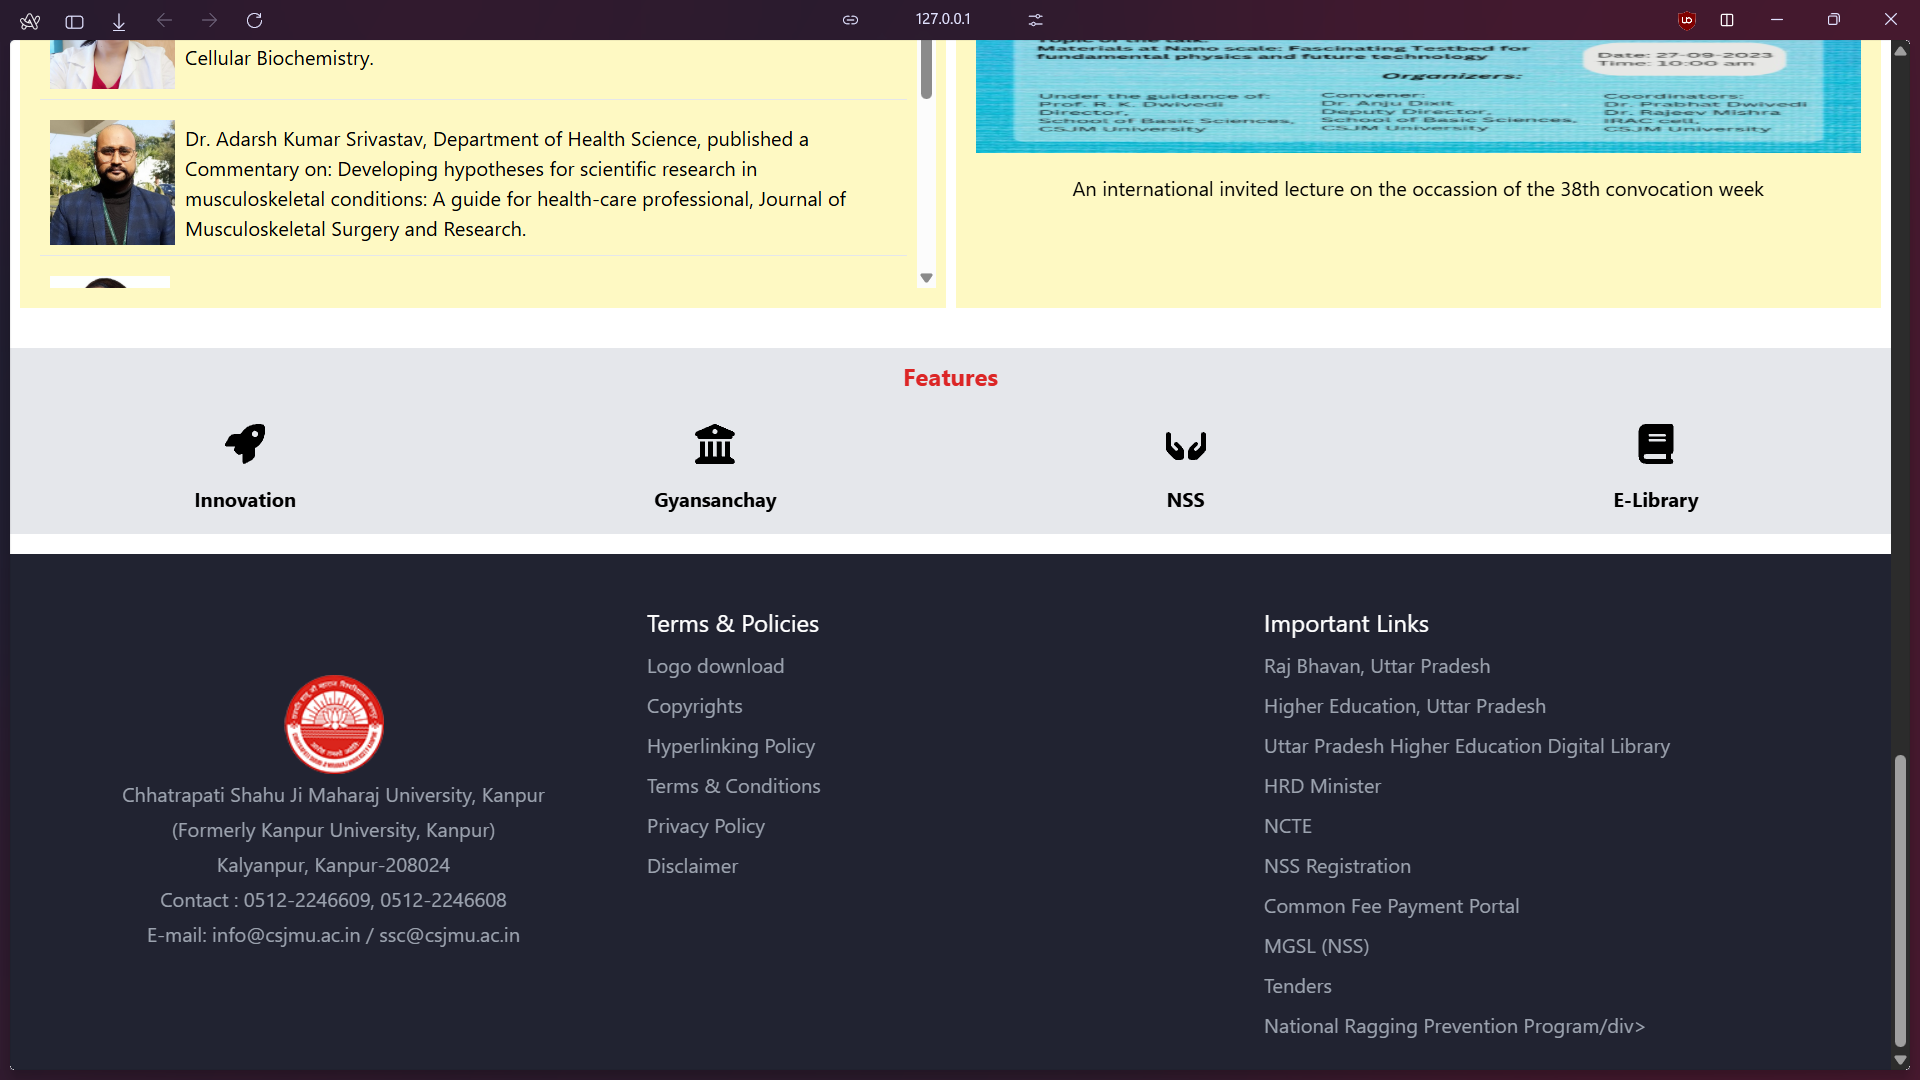 127.0.0.1
Cellular Biochemistry.
Dr. Adarsh Kumar Srivastav, Department of Health Science, published a
Commentary on: Developing hypotheses for scientific research in
musculoskeletal conditions: A guide for health-care professional, Journal of
Musculoskeletal Surgery and Research.
Materials at Nano scale: Fascinating Testbed for
fundamental physics and future technology
Date: 27-09-2023
Time: 10:00 am
Organizers:
Under the guidance of:
Prof. R. K. Dwivedi
Director,
School of Basic Sciences,
CSJM University
Convener:
Dr. Anju Dixit
Deputy Director,
School of Basic Sciences,
CSJM University
Coordinators:
Dr. Prabhat Dwivedi
Dr. Rajeev Mishra
IRAC cell,
CSJM University
An international invited lecture on the occassion of the 38th convocation week
Features
Innovation
Gyansanchay
NSS
E-Library
Chhatrapati Shahu Ji Maharaj University, Kanpur
(Formerly Kanpur University, Kanpur)
Kalyanpur, Kanpur-208024
Contact : 0512-2246609, 0512-2246608
E-mail: info@csjmu.ac.in / ssc@csjmu.ac.in
Terms & Policies
Logo download
Copyrights
Hyperlinking Policy
Terms & Conditions
Privacy Policy
Disclaimer
Important Links
Raj Bhavan, Uttar Pradesh
Higher Education, Uttar Pradesh
Uttar Pradesh Higher Education Digital Library
HRD Minister
NCTE
NSS Registration
Common Fee Payment Portal
MGSL (NSS)
Tenders
National Ragging Prevention Program/div>